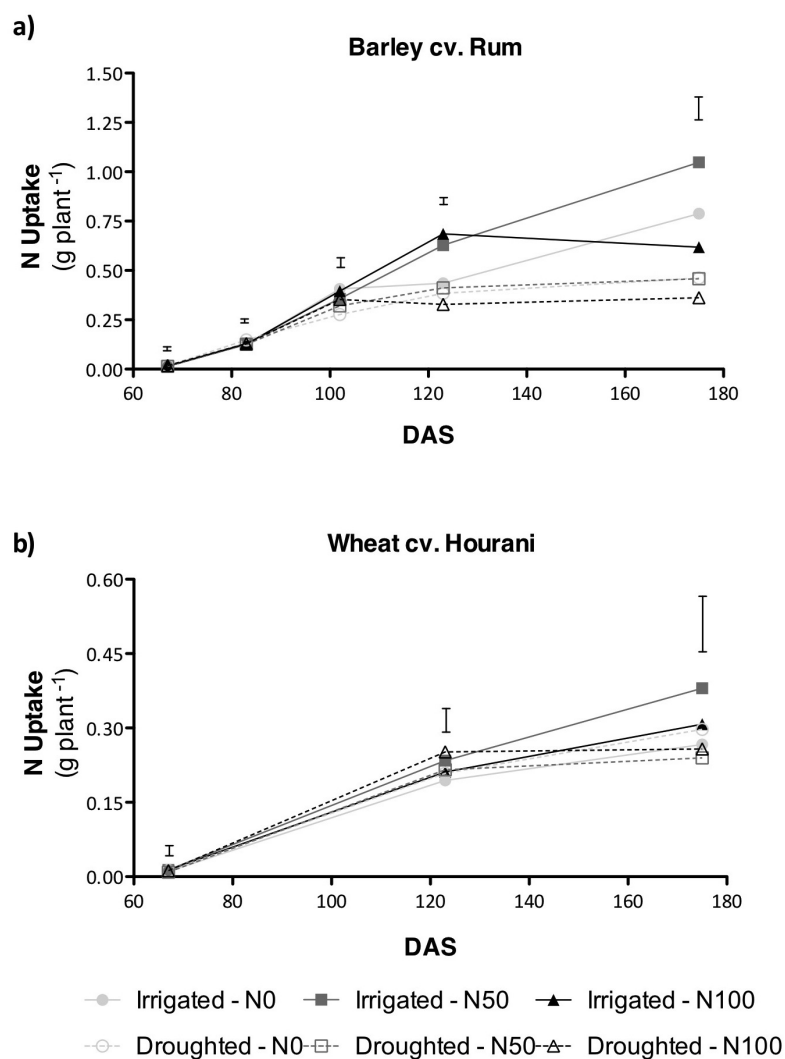 a)
Barley cv. Rum
1.50
1.25
1.00
0.75
0.50
0.25
0.00
N Uptake
(g plant⁻¹)
60 80 100 120 140 160 180
DAS
b)
Wheat cv. Hourani
0.60
0.45
0.30
0.15
0.00
N Uptake
(g plant⁻¹)
60 80 100 120 140 160 180
DAS
Irrigated - N0 Irrigated - N50 Irrigated - N100
Droughted - N0 Droughted - N50 Droughted - N100